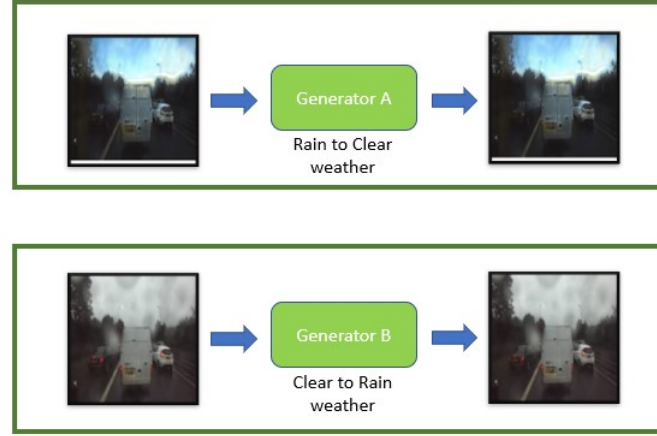 Generator A
Rain to Clear
weather
Generator B
Clear to Rain
weather